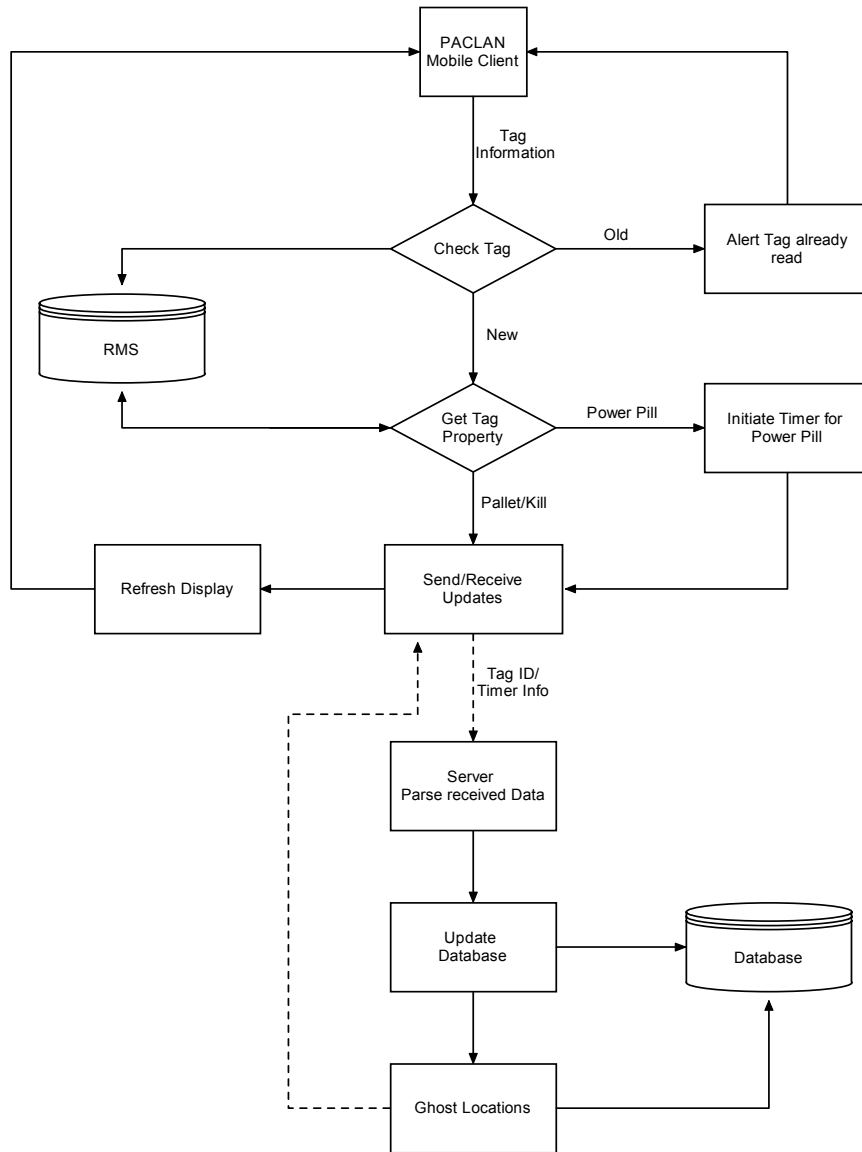 PACLAN
Mobile Client
Tag
Information
Check Tag
Old
Alert Tag already
read
RMS
New
Get Tag
Property
Power Pill
Initiate Timer for
Power Pill
Pallet/Kill
Refresh Display
Send/Receive
Updates
Tag ID/
Timer Info
Server
Parse received Data
Update
Database
Database
Ghost Locations